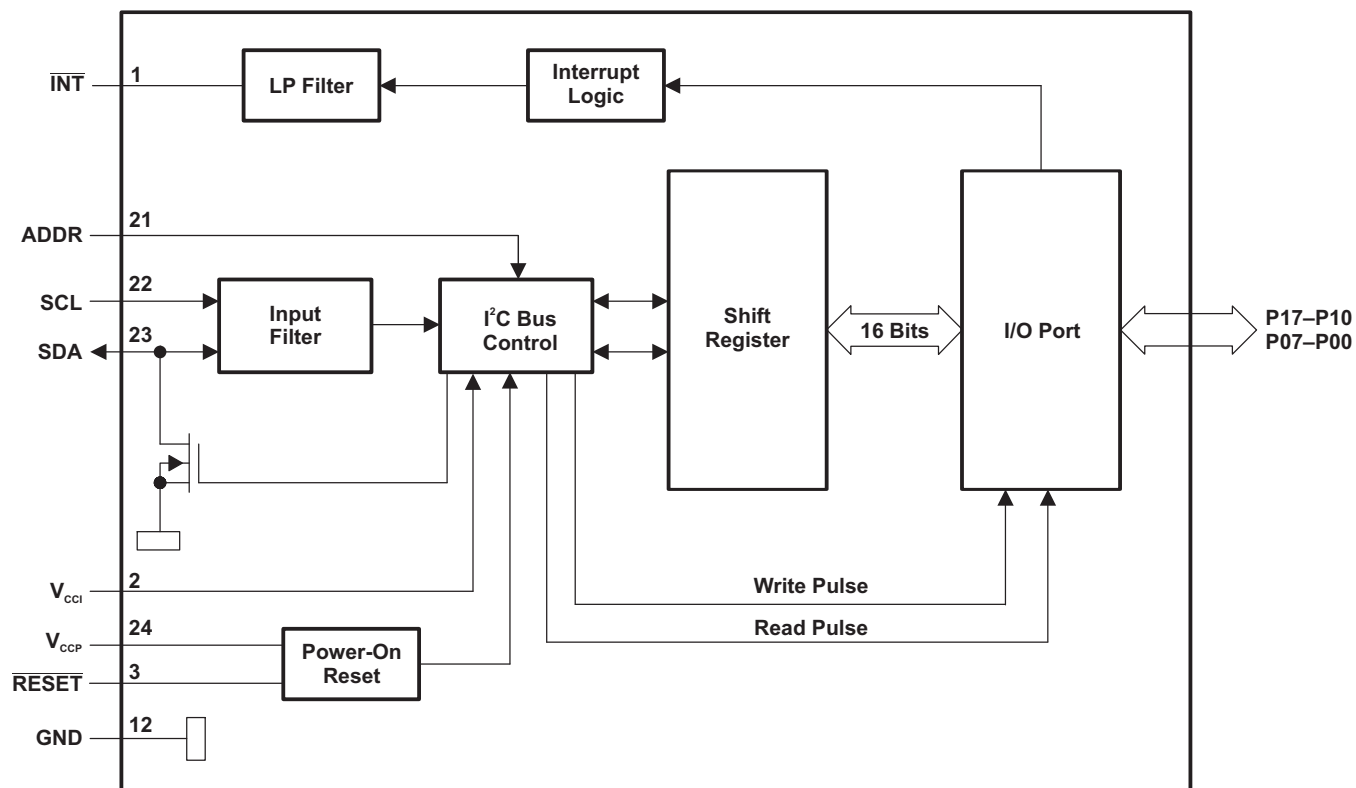 INT
1
LP Filter
Interrupt
Logic
ADDR
21
SCL
22
SDA
23
Input
Filter
I²C Bus
Control
Shift
Register
16 Bits
I/O Port
P17–P10
P07–P00
V_CCI
2
Write Pulse
V_CCP
24
Read Pulse
RESET
3
Power-On
Reset
GND
12